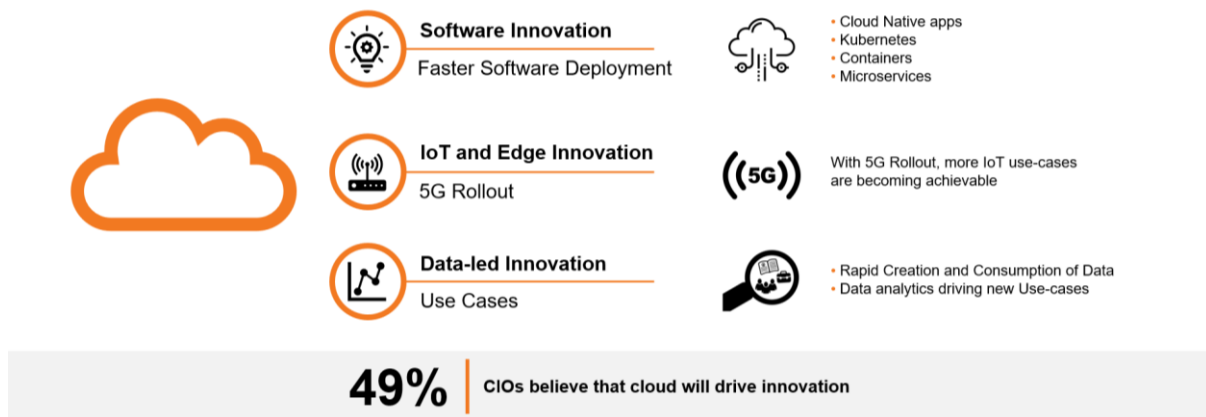 Software Innovation
Faster Software Deployment
• Cloud Native apps
• Kubernetes
• Containers
• Microservices
IoT and Edge Innovation
5G Rollout
((5G))
With 5G Rollout, more IoT use-cases
are becoming achievable
Data-led Innovation
Use Cases
• Rapid Creation and Consumption of Data
• Data analytics driving new Use-cases
49% CIOs believe that cloud will drive innovation